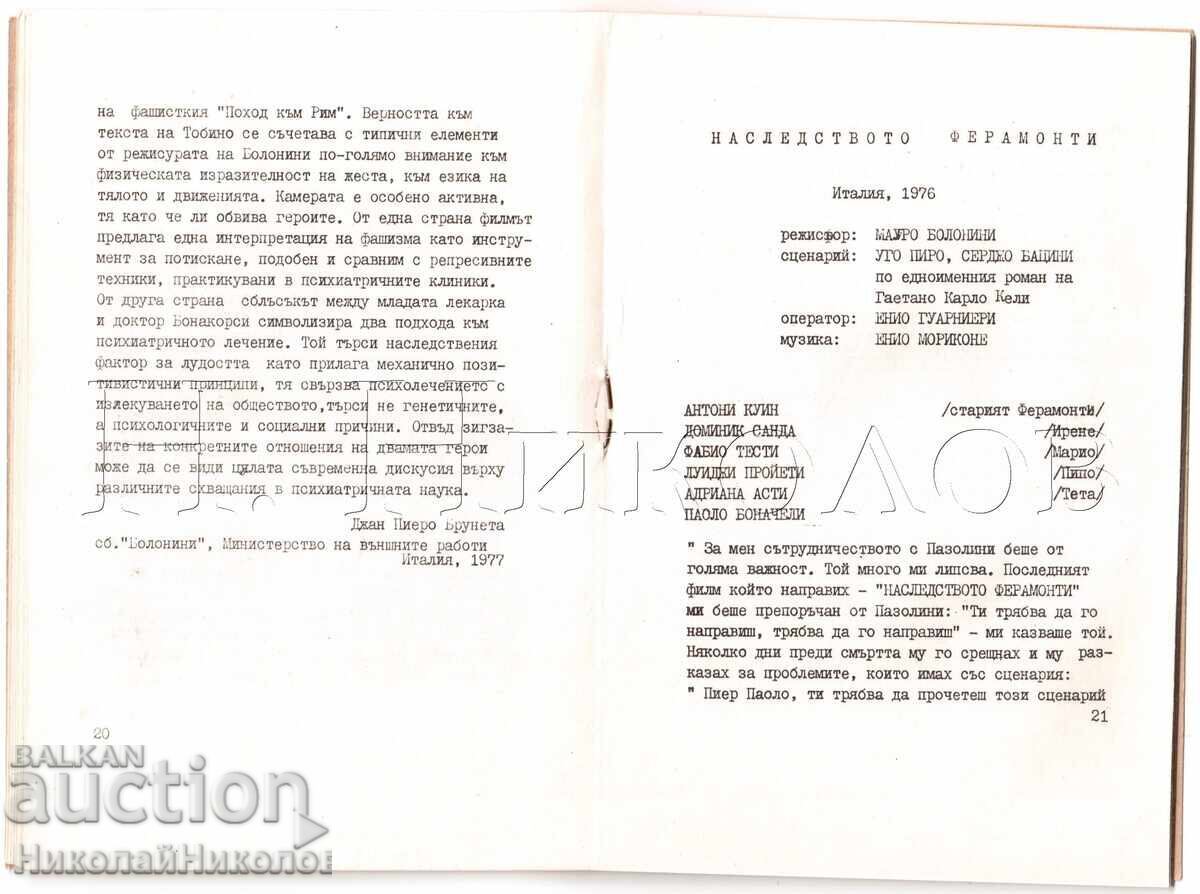 на фашисткия "Поход към Рим". Верността към
текста на Тобино се съчетава с типични елементи
от режисурата на Болонини по-голямо внимание към
физическата изразителност на жеста, към езика на
тялото и движенията. Камерата е особено активна,
тя като че ли обвива героите. От една страна филмът
предлага една интерпретация на фашизма като инстру-
мент за потискане, подобен и сравним с репресивните
техники, практикувани в психиатричните клиники.
От друга страна сблъсъкът между младата лекарка
и доктор Бонакорси символизира два подхода към
психиатричното лечение. Той търси наследствения
фактор за лудостта като прилага механично пози-
тивистични принципи, тя свързва психолечението с
излекуването на обществото,търси не генетичните,
а психологичните и социални причини. Отвъд зигза-
зите на конкретните отношения на двамата герои
може да се види цялата съвременна дискусия върху
различните схващания в психиатричната наука.
Джан Пиеро Брунета
сб."Болонини", Министерство на външните работи
Италия, 1977
20
НАСЛЕДСТВОТО ФЕРАМОНТИ
Италия, 1976
режисьор: МАУРО БОЛОНИНИ
сценарий: УГО ПИРО, СЕРДЖО БАЦИНИ
по едноименния роман на
Гаетано Карло Кели
оператор: ЕНИО ГУАРНИЕРИ
музика: ЕНИО МОРИКОНЕ
АНТОНИ КУИН /старият Ферамонти/
ДОМИНИК САНДА /Ирене/
ФАБИО ТЕСТИ /Марио/
ЛУИДЖИ ПРОЙЕТИ /Пипо/
АДРИАНА АСТИ /Тета/
ПАОЛО БОНАЧЕЛИ
" За мен сътрудничеството с Пазолини беше от
голяма важност. Той много ми липсва. Последният
филм който направих - "НАСЛЕДСТВОТО ФЕРАМОНТИ"
ми беше препоръчан от Пазолини: "Ти трябва да го
направиш, трябва да го направиш" - ми казваше той.
Няколко дни преди смъртта му го срещнах и му раз-
казах за проблемите, които имах със сценария:
" Пиер Паоло, ти трябва да прочетеш този сценарий
21
Н. НИКОЛОВ
BALKAN
auction
НиколайНиколов